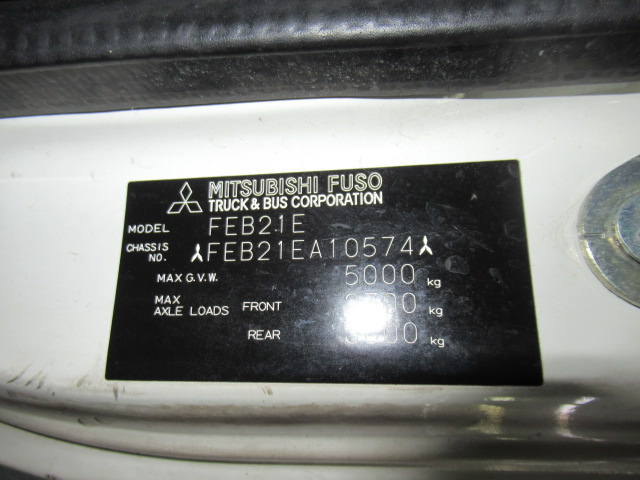 MITSUBISHI FUSO
TRUCK & BUS CORPORATION
MODEL FEB21E
CHASSIS NO. FEB21EA10574
MAX G.V.W. 5000 kg
MAX AXLE LOADS FRONT kg
REAR kg